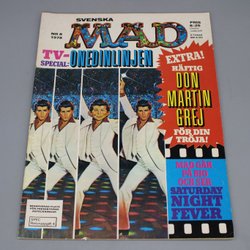 SVENSKA
MAD
NR 8
1978
PRIS
TV-
SPECIAL:
ONEDINLINJEN
EXTRA!
HÄFTIG
DON
MARTIN
GREJ
FÖR DIN
TRÖJA!
MAD GÅR
PÅ BIO
OCH SER
SATURDAY
NIGHT
FEVER